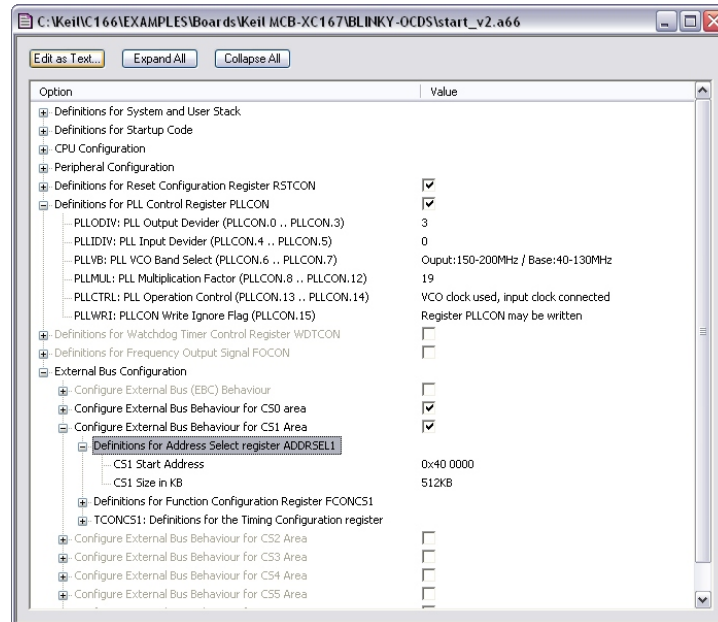 C:\Keil\C166\EXAMPLES\Boards\Keil MCB-XC167\BLINKY-OCDS\start_v2.a66
Edit as Text... Expand All Collapse All
Option Value
Definitions for System and User Stack
Definitions for Startup Code
CPU Configuration
Peripheral Configuration
Definitions for Reset Configuration Register RSTCON
Definitions for PLL Control Register PLLCON
PLLODIV: PLL Output Devider (PLLCON.0 .. PLLCON.3) 3
PLLIDIV: PLL Input Devider (PLLCON.4 .. PLLCON.5) 0
PLLVB: PLL VCO Band Select (PLLCON.6 .. PLLCON.7) Ouput:150-200MHz / Base:40-130MHz
PLLMUL: PLL Multiplication Factor (PLLCON.8 .. PLLCON.12) 19
PLLCTRL: PLL Operation Control (PLLCON.13 .. PLLCON.14) VCO clock used, input clock connected
PLLWRI: PLLCON Write Ignore Flag (PLLCON.15) Register PLLCON may be written
Definitions for Watchdog Timer Control Register WDTCON
Definitions for Frequency Output Signal FOCON
External Bus Configuration
Configure External Bus (EBC) Behaviour
Configure External Bus Behaviour for CS0 area
Configure External Bus Behaviour for CS1 Area
Definitions for Address Select register ADDRSEL1
CS1 Start Address 0x40 0000
CS1 Size in KB 512KB
Definitions for Function Configuration Register FCONCS1
TCONCS1: Definitions for the Timing Configuration register
Configure External Bus Behaviour for CS2 Area
Configure External Bus Behaviour for CS3 Area
Configure External Bus Behaviour for CS4 Area
Configure External Bus Behaviour for CS5 Area